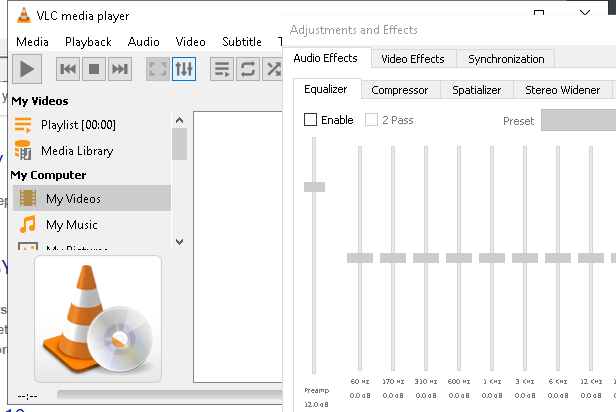 VLC media player
Media Playback Audio Video Subtitle T
My Videos
Playlist [00:00]
Media Library
My Computer
My Videos
My Music
My Pictures
--:--
Adjustments and Effects
Audio Effects Video Effects Synchronization
Equalizer Compressor Spatializer Stereo Widener
Enable 2 Pass Preset
60 Hz 170 Hz 310 Hz 600 Hz 1 KHz 3 KHz 6 KHz 12 KHz
Preamp
12.0 dB 0.0 dB 0.0 dB 0.0 dB 0.0 dB 0.0 dB 0.0 dB 0.0 dB 0.0 dB